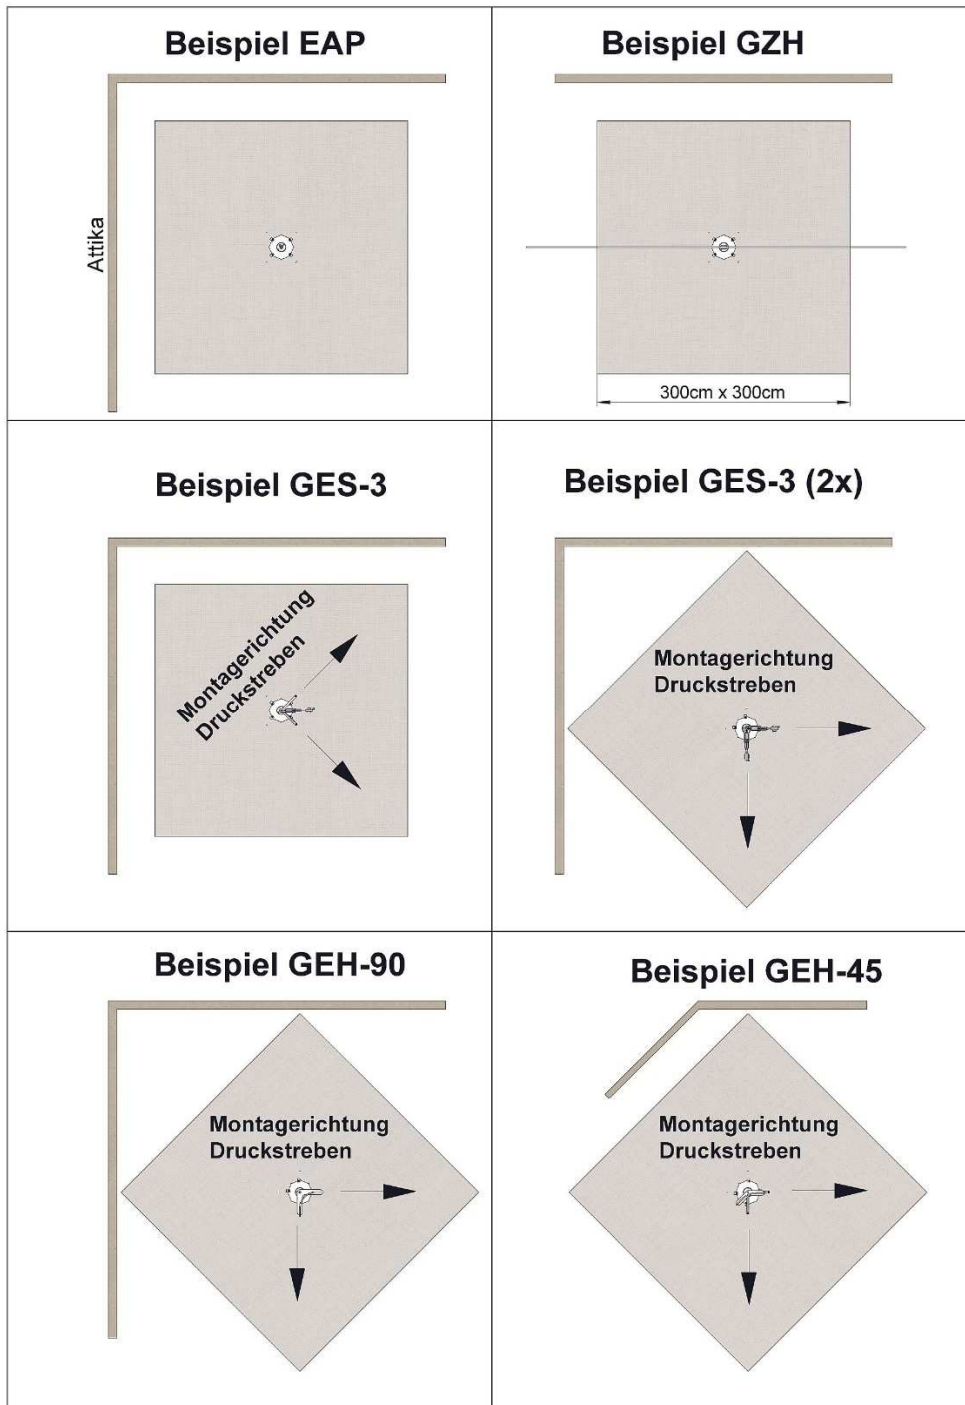 Beispiel EAP
Attika
Beispiel GZH
300cm x 300cm
Beispiel GES-3
Montagerichtung
Druckstreben
Beispiel GES-3 (2x)
Montagerichtung
Druckstreben
Beispiel GEH-90
Montagerichtung
Druckstreben
Beispiel GEH-45
Montagerichtung
Druckstreben